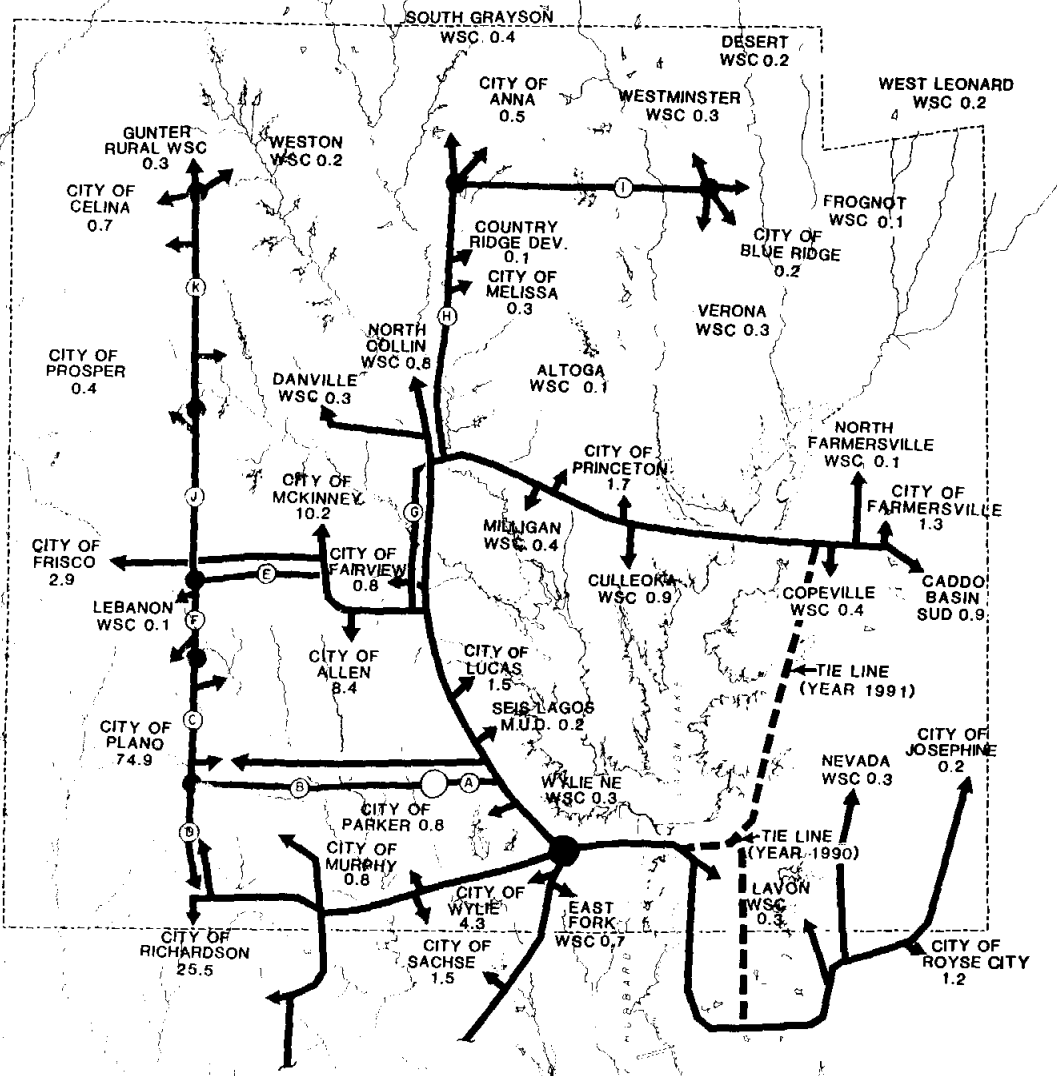 SOUTH GRAYSON
WSC 0.4
DESERT
WSC 0.2
WEST LEONARD
WSC 0.2
CITY OF
ANNA
0.5
WESTMINSTER
WSC 0.3
GUNTER
RURAL WSC
0.3
WESTON
WSC 0.2
CITY OF
CELINA
0.7
I
FROGNOT
WSC 0.1
COUNTRY
RIDGE DEV.
0.1
CITY OF
BLUE RIDGE
0.2
CITY OF
MELISSA
0.3
K
H
VERONA
WSC 0.3
NORTH
COLLIN
WSC 0.8
CITY OF
PROSPER
0.4
ALTOGA
WSC 0.1
DANVILLE
WSC 0.3
NORTH
FARMERSVILLE
WSC 0.1
CITY OF
PRINCETON
1.7
CITY OF
MCKINNEY
10.2
CITY OF
FARMERSVILLE
1.3
J
G
MILLIGAN
WSC 0.4
CITY OF
FRISCO
2.9
CITY OF
FAIRVIEW
0.8
E
CULLEOKA
WSC 0.9
COPEVILLE
WSC 0.4
CADDO
BASIN
SUD 0.9
LEBANON
WSC 0.1
F
CITY OF
ALLEN
8.4
CITY OF
LUCAS
1.5
TIE LINE
(YEAR 1991)
SEIS LAGOS
M.U.D. 0.2
C
CITY OF
PLANO
74.9
CITY OF
JOSEPHINE
0.2
NEVADA
WSC 0.3
B
A
WYLIE NE
WSC 0.3
CITY OF
PARKER 0.8
D
TIE LINE
(YEAR 1990)
CITY OF
MURPHY
0.8
LAVON
WSC
0.3
CITY OF
WYLIE
4.3
EAST
FORK
WSC 0.7
CITY OF
RICHARDSON
25.5
CITY OF
SACHSE
1.5
CITY OF
ROYSE CITY
1.2
HUBBARD